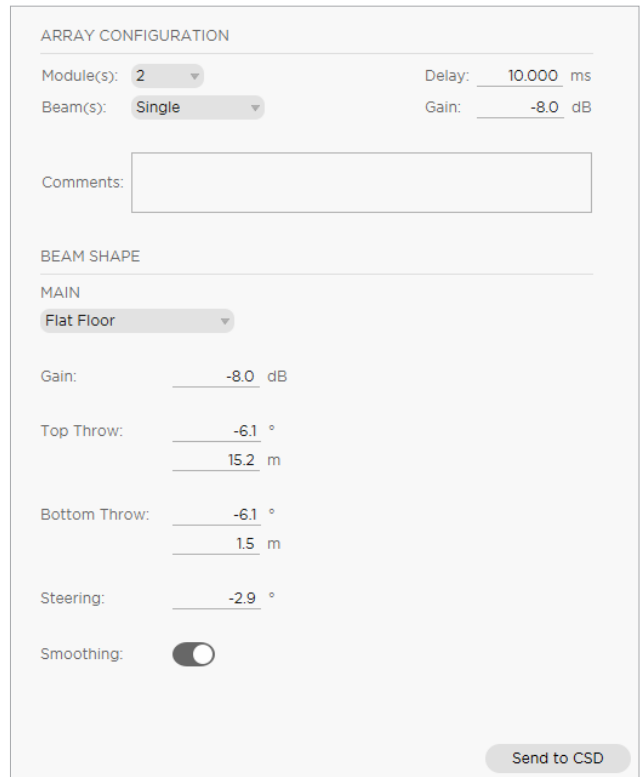 ARRAY CONFIGURATION
Module(s): 2 Delay: 10.000 ms
Beam(s): Single Gain: -8.0 dB
Comments:
BEAM SHAPE
MAIN
Flat Floor
Gain: -8.0 dB
Top Throw: -6.1 °
15.2 m
Bottom Throw: -6.1 °
1.5 m
Steering: -2.9 °
Smoothing:
Send to CSD